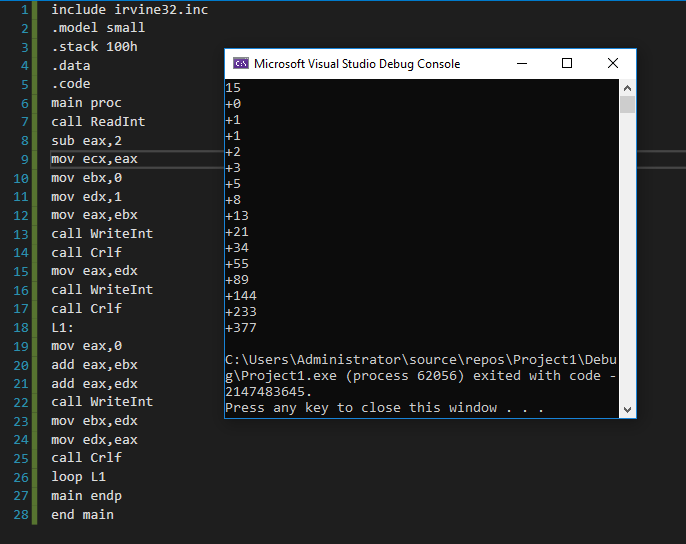 1 include irvine32.inc
2 .model small
3 .stack 100h
4 .data
5 .code
6 main proc
7 call ReadInt
8 sub eax,2
9 mov ecx,eax
10 mov ebx,0
11 mov edx,1
12 mov eax,ebx
13 call WriteInt
14 call Crlf
15 mov eax,edx
16 call WriteInt
17 call Crlf
18 L1:
19 mov eax,0
20 add eax,ebx
21 add eax,edx
22 call WriteInt
23 mov ebx,edx
24 mov edx,eax
25 call Crlf
26 loop L1
27 main endp
28 end main
C:\ Microsoft Visual Studio Debug Console
15
+0
+1
+1
+2
+3
+5
+8
+13
+21
+34
+55
+89
+144
+233
+377
C:\Users\Administrator\source\repos\Project1\Debu
g\Project1.exe (process 62056) exited with code -
2147483645.
Press any key to close this window . . .